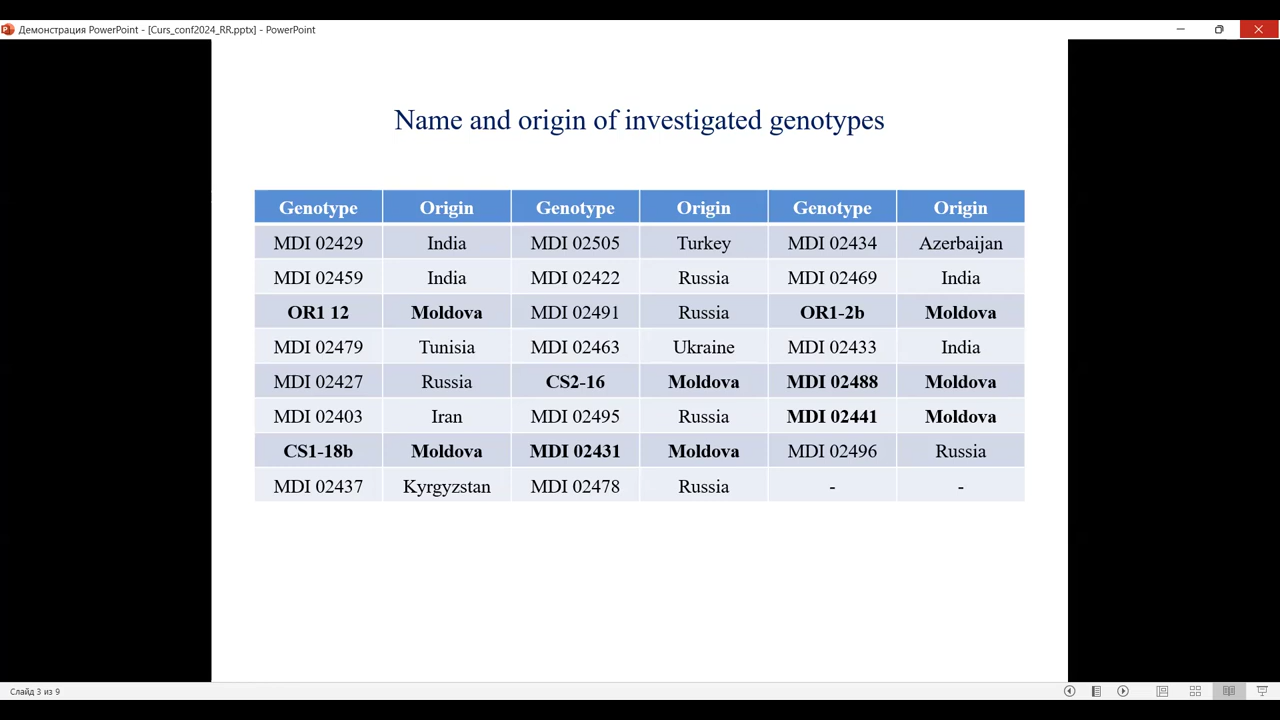 Демонстрация PowerPoint - [Curs_conf2024_RR.pptx] - PowerPoint
Name and origin of investigated genotypes
Genotype Origin Genotype Origin Genotype Origin
MDI 02429 India MDI 02505 Turkey MDI 02434 Azerbaijan
MDI 02459 India MDI 02422 Russia MDI 02469 India
OR1 12 Moldova MDI 02491 Russia OR1-2b Moldova
MDI 02479 Tunisia MDI 02463 Ukraine MDI 02433 India
MDI 02427 Russia CS2-16 Moldova MDI 02488 Moldova
MDI 02403 Iran MDI 02495 Russia MDI 02441 Moldova
CS1-18b Moldova MDI 02431 Moldova MDI 02496 Russia
MDI 02437 Kyrgyzstan MDI 02478 Russia - -
Слайд 3 из 9